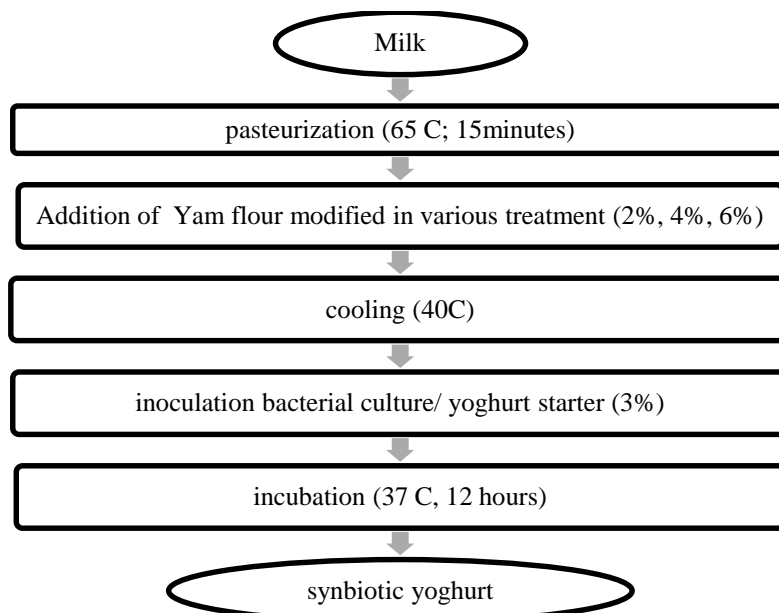 Milk
pasteurization (65 C; 15minutes)
Addition of Yam flour modified in various treatment (2%, 4%, 6%)
cooling (40C)
inoculation bacterial culture/ yoghurt starter (3%)
incubation (37 C, 12 hours)
synbiotic yoghurt